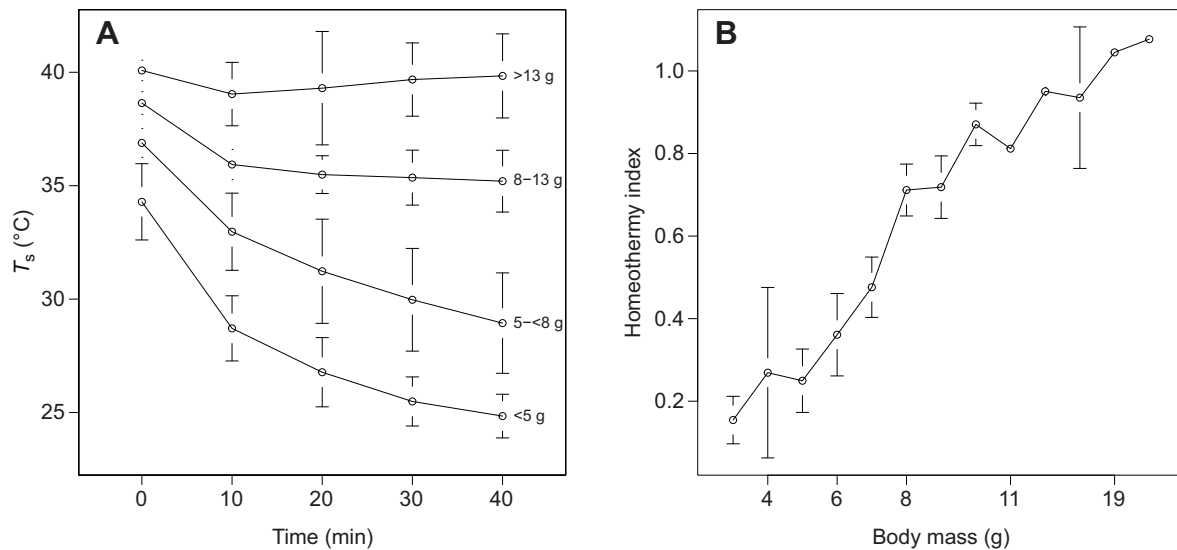 A
40
35
30
25
Ts (°C)
>13 g
8−13 g
5−<8 g
<5 g
0 10 20 30 40
Time (min)
B
1.0
0.8
0.6
0.4
0.2
Homeothermy index
4 6 8 11 19
Body mass (g)